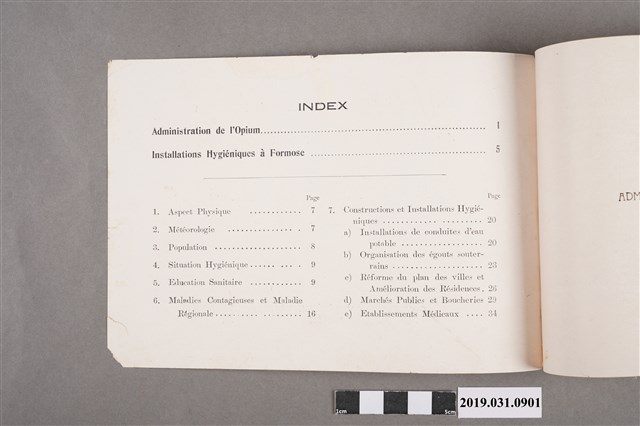 INDEX
Administration de l'Opium........................................................ 1
Installations Hygiéniques à Formose ............................................. 5
Page
1. Aspect Physique ............ 7
2. Météorologie ............ 7
3. Population ................. 8
4. Situation Hygiénique........... 9
5. Education Sanitaire ............ 9
6. Maladies Contagieuses et Maladie
Régionale ..................... 16
Page
7. Constructions et Installations Hygié-
niques .................... 20
a) Installations de conduites d'eau
potable .................. 20
b) Organisation des égouts souter-
rains .................... 23
c) Réforme du plan des villes et
Amélioration des Résidences. 26
d) Marchés Publics et Boucheries 29
e) Etablissements Médicaux .... 34
ADM
1cm 5cm
2019.031.0901